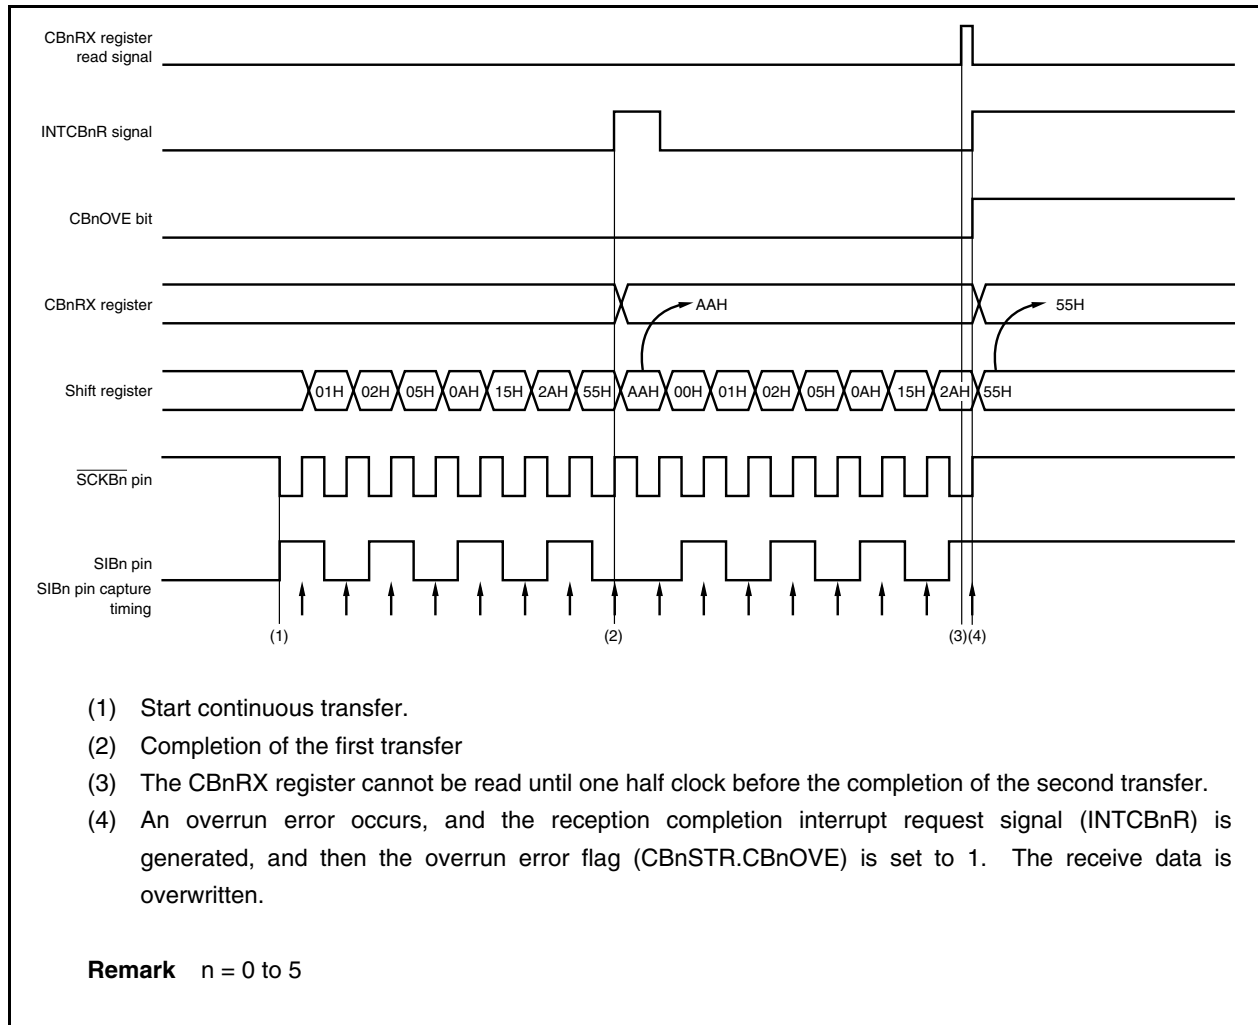 CBnRX register
read signal
INTCBnR signal
CBnOVE bit
CBnRX register
AAH
55H
Shift register
01H 02H 05H 0AH 15H 2AH 55H AAH 00H 01H 02H 05H 0AH 15H 2AH 55H
SCKBn pin
SIBn pin
SIBn pin capture
timing
(1) (2) (3) (4)
(1) Start continuous transfer.
(2) Completion of the first transfer
(3) The CBnRX register cannot be read until one half clock before the completion of the second transfer.
(4) An overrun error occurs, and the reception completion interrupt request signal (INTCBnR) is
generated, and then the overrun error flag (CBnSTR.CBnOVE) is set to 1. The receive data is
overwritten.
Remark n = 0 to 5